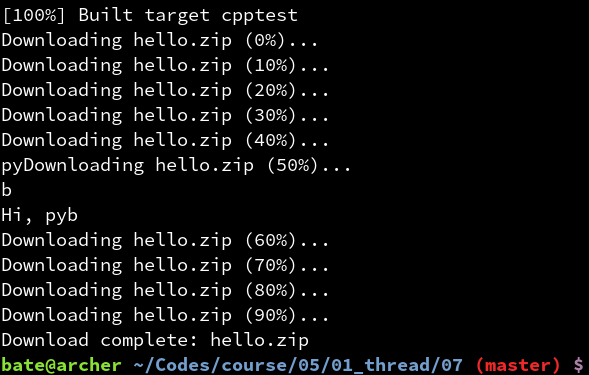 [100%] Built target cpptest
Downloading hello.zip (0%)...
Downloading hello.zip (10%)...
Downloading hello.zip (20%)...
Downloading hello.zip (30%)...
Downloading hello.zip (40%)...
pyDownloading hello.zip (50%)...
b
Hi, pyb
Downloading hello.zip (60%)...
Downloading hello.zip (70%)...
Downloading hello.zip (80%)...
Downloading hello.zip (90%)...
Download complete: hello.zip
bate@archer ~/Codes/course/05/01_thread/07 (master) $